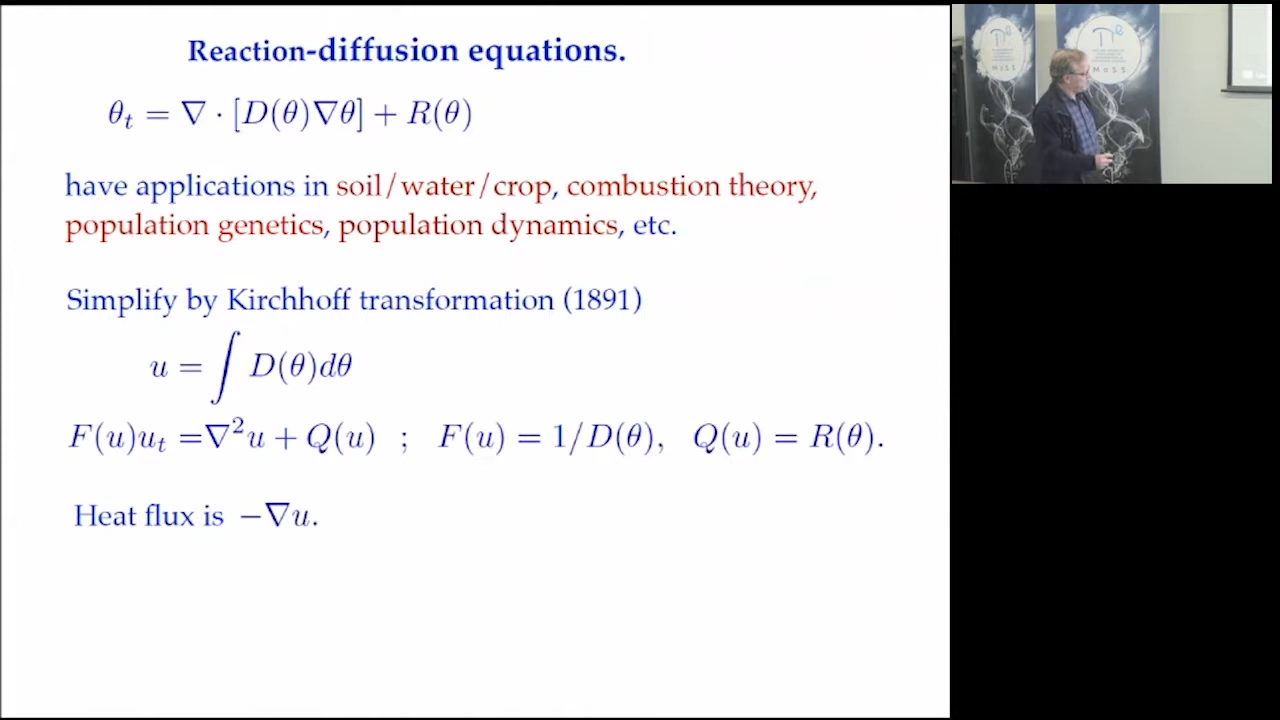 Reaction-diffusion equations.
θ_t = ∇ · [D(θ)∇θ] + R(θ)
have applications in soil/water/crop, combustion theory,
population genetics, population dynamics, etc.
Simplify by Kirchhoff transformation (1891)
u = ∫ D(θ)dθ
F(u)u_t =∇²u + Q(u) ; F(u) = 1/D(θ), Q(u) = R(θ).
Heat flux is −∇u.